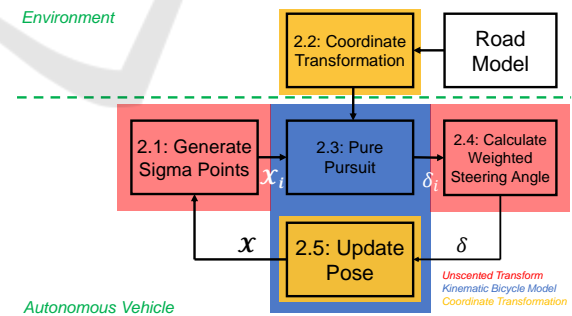 Environment
2.2: Coordinate
Transformation
Road
Model
2.1: Generate
Sigma Points
𝒳ᵢ
2.3: Pure
Pursuit
δᵢ
2.4: Calculate
Weighted
Steering Angle
𝒙
2.5: Update
Pose
δ
Unscented Transform
Kinematic Bicycle Model
Coordinate Transformation
Autonomous Vehicle